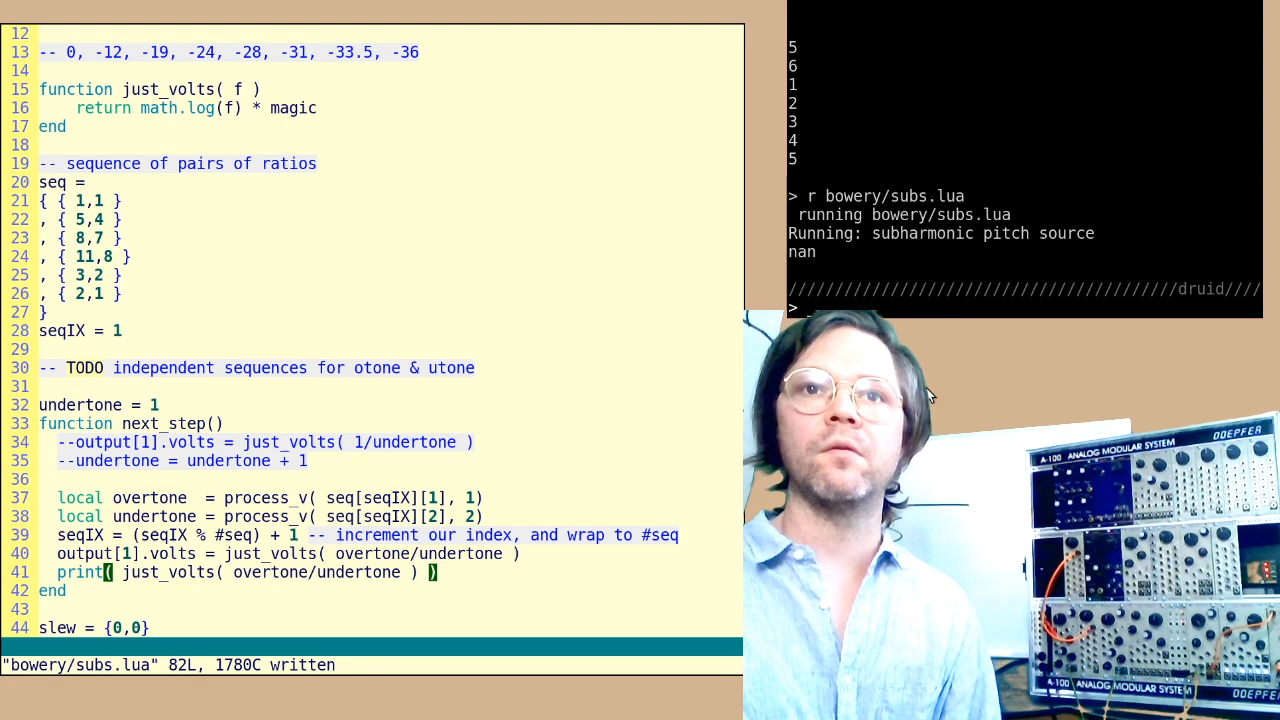 12
13 -- 0, -12, -19, -24, -28, -31, -33.5, -36
14
15 function just_volts( f )
16     return math.log(f) * magic
17 end
18
19 -- sequence of pairs of ratios
20 seq =
21 { { 1,1 }
22 , { 5,4 }
23 , { 8,7 }
24 , { 11,8 }
25 , { 3,2 }
26 , { 2,1 }
27 }
28 seqIX = 1
29
30 -- TODO independent sequences for otone & utone
31
32 undertone = 1
33 function next_step()
34   --output[1].volts = just_volts( 1/undertone )
35   --undertone = undertone + 1
36
37   local overtone  = process_v( seq[seqIX][1], 1)
38   local undertone = process_v( seq[seqIX][2], 2)
39   seqIX = (seqIX % #seq) + 1 -- increment our index, and wrap to #seq
40   output[1].volts = just_volts( overtone/undertone )
41   print( just_volts( overtone/undertone ) )
42 end
43
44 slew = {0,0}
"bowery/subs.lua" 82L, 1780C written
5
6
1
2
3
4
5
> r bowery/subs.lua
 running bowery/subs.lua
Running: subharmonic pitch source
nan
//////////////////////////////////////////druid////
> _
A-100 ANALOG MODULAR SYSTEM DOEPFER
A-100 ANALOG MODULAR SYSTEM DOEPFER